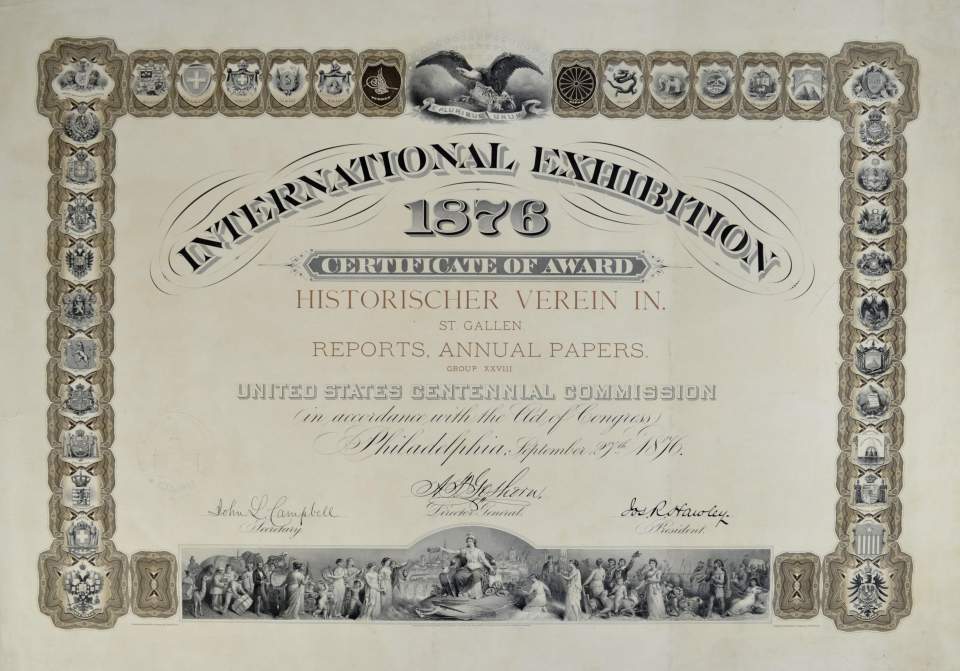 E PLURIBUS UNUM
INTERNATIONAL EXHIBITION
1876
CERTIFICATE OF AWARD
HISTORISCHER VEREIN IN.
ST. GALLEN
REPORTS, ANNUAL PAPERS.
GROUP XXVIII
UNITED STATES CENTENNIAL COMMISSION
(in accordance with the Act of Congress)
Philadelphia, September 27th 1876.
A. T. Goshorn.
Director General.
John L. Campbell
Secretary
Jos. R. Hawley.
President.